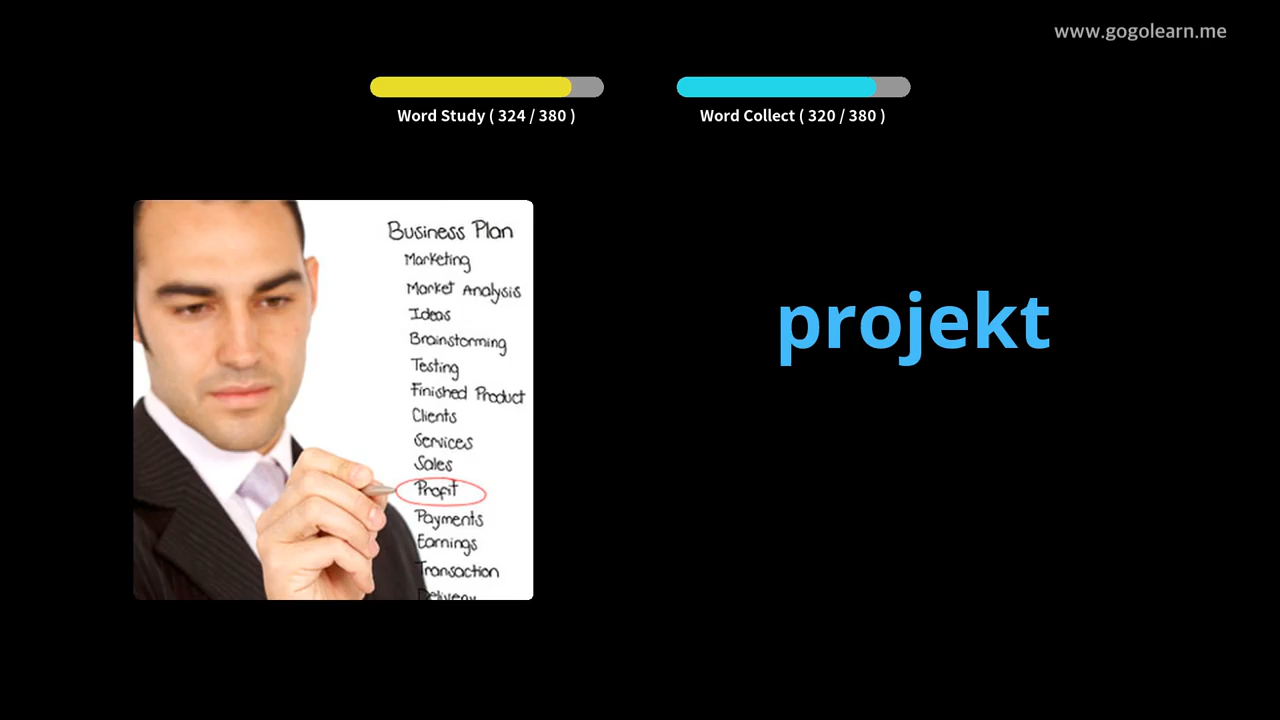 www.gogolearn.me
Word Study ( 324 / 380 )
Word Collect ( 320 / 380 )
Business Plan
Marketing
Market Analysis
Ideas
Brainstorming
Testing
Finished Product
Clients
Services
Sales
Profit
Payments
Earnings
Transaction
Delivery
projekt